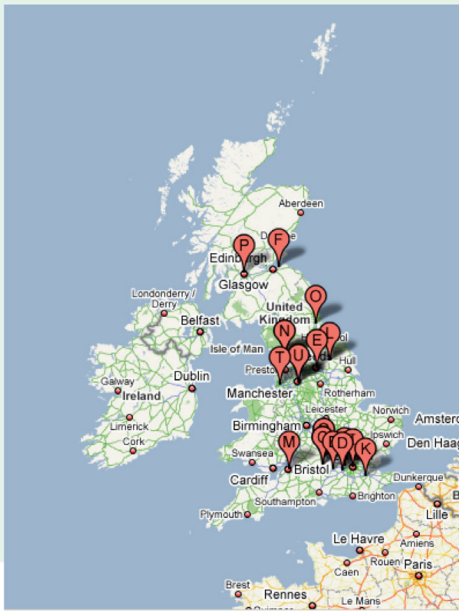 Aberdeen
P
F
Edinburgh
Glasgow
Londonderry /
Derry
United
Kingdom
O
Belfast
N
E
L
Isle of Man
T
U
Hull
Galway
Dublin
Ireland
Manchester
Rotherham
Limerick
Leicester
Norwich
Cork
Birmingham
Ipswich
Amsterd
Swansea
M
D
K
Den Haag
Cardiff
Bristol
Southampton
Brighton
Dunkerque
Plymouth
Lille
Le Havre
Amiens
Rouen
Paris
Caen
Brest
Rennes
Le Mans